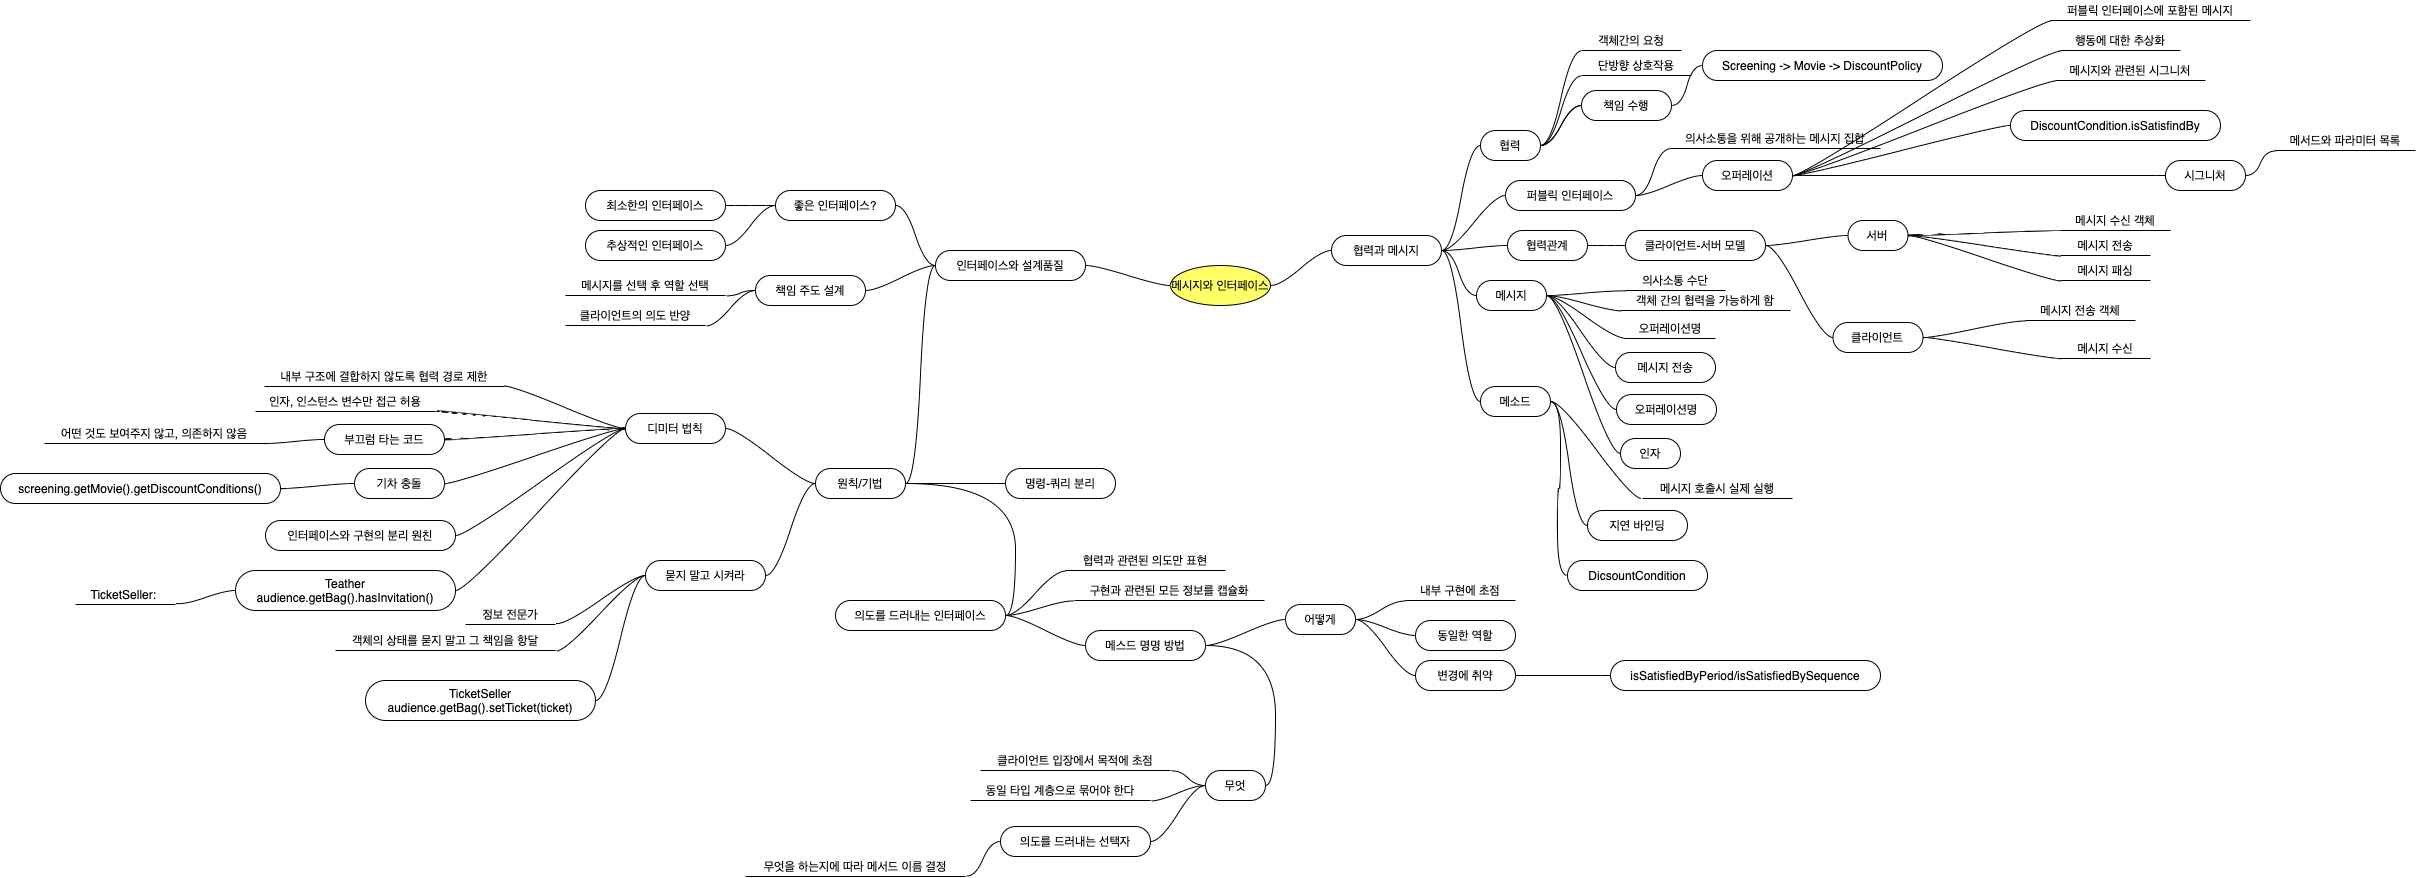 메시지와 인터페이스
협력과 메시지
협력
객체간의 요청
단방향 상호작용
책임 수행
Screening -> Movie -> DiscountPolicy
퍼블릭 인터페이스
의사소통을 위해 공개하는 메시지 집합
오퍼레이션
퍼블릭 인터페이스에 포함된 메시지
행동에 대한 추상화
메시지와 관련된 시그니처
DiscountCondition.isSatisfindBy
시그니처
메서드와 파라미터 목록
협력관계
클라이언트-서버 모델
서버
메시지 수신 객체
메시지 전송
메시지 패싱
클라이언트
메시지 전송 객체
메시지 수신
메시지
의사소통 수단
객체 간의 협력을 가능하게 함
오퍼레이션명
메시지 전송
오퍼레이션명
인자
메소드
메시지 호출시 실제 실행
지연 바인딩
DicsountCondition
인터페이스와 설계품질
좋은 인터페이스?
최소한의 인터페이스
추상적인 인터페이스
책임 주도 설계
메시지를 선택 후 역할 선택
클라이언트의 의도 반양
원칙/기법
디미터 법칙
내부 구조에 결합하지 않도록 협력 경로 제한
인자, 인스턴스 변수만 접근 허용
부끄럼 타는 코드
어떤 것도 보여주지 않고, 의존하지 않음
기차 충돌
screening.getMovie().getDiscountConditions()
인터페이스와 구현의 분리 원친
Teather
audience.getBag().hasInvitation()
TicketSeller:
묻지 말고 시켜라
정보 전문가
객체의 상태를 묻지 말고 그 책임을 항달
TicketSeller
audience.getBag().setTicket(ticket)
명령-쿼리 분리
의도를 드러내는 인터페이스
협력과 관련된 의도만 표현
구현과 관련된 모든 정보를 캡슐화
메스드 명명 방법
어떻게
내부 구현에 초점
동일한 역할
변경에 취약
isSatisfiedByPeriod/isSatisfiedBySequence
무엇
클라이언트 입장에서 목적에 초점
동일 타입 계층으로 묶어야 한다
의도를 드러내는 선택자
무엇을 하는지에 따라 메서드 이름 결정